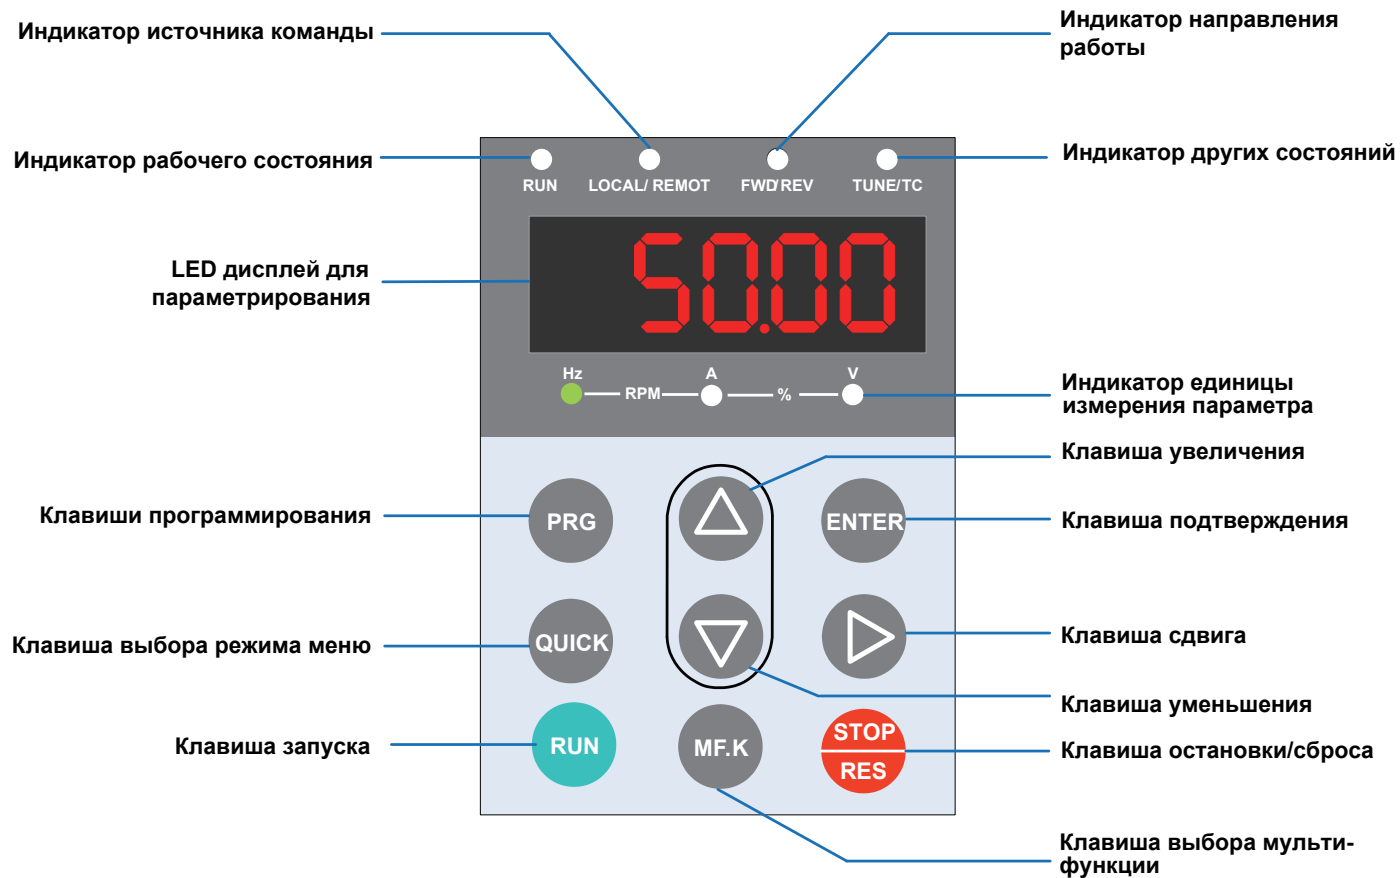 Индикатор источника команды
Индикатор направления
работы
Индикатор рабочего состояния
Индикатор других состояний
RUN
LOCAL/ REMOT
FWD/REV
TUNE/TC
LED дисплей для
параметрирования
50.00
Hz
RPM
A
%
V
Индикатор единицы
измерения параметра
Клавиша увеличения
Клавиши программирования
PRG
ENTER
Клавиша подтверждения
Клавиша выбора режима меню
QUICK
Клавиша сдвига
Клавиша уменьшения
Клавиша запуска
RUN
MF.K
STOP
RES
Клавиша остановки/сброса
Клавиша выбора мульти-
функции